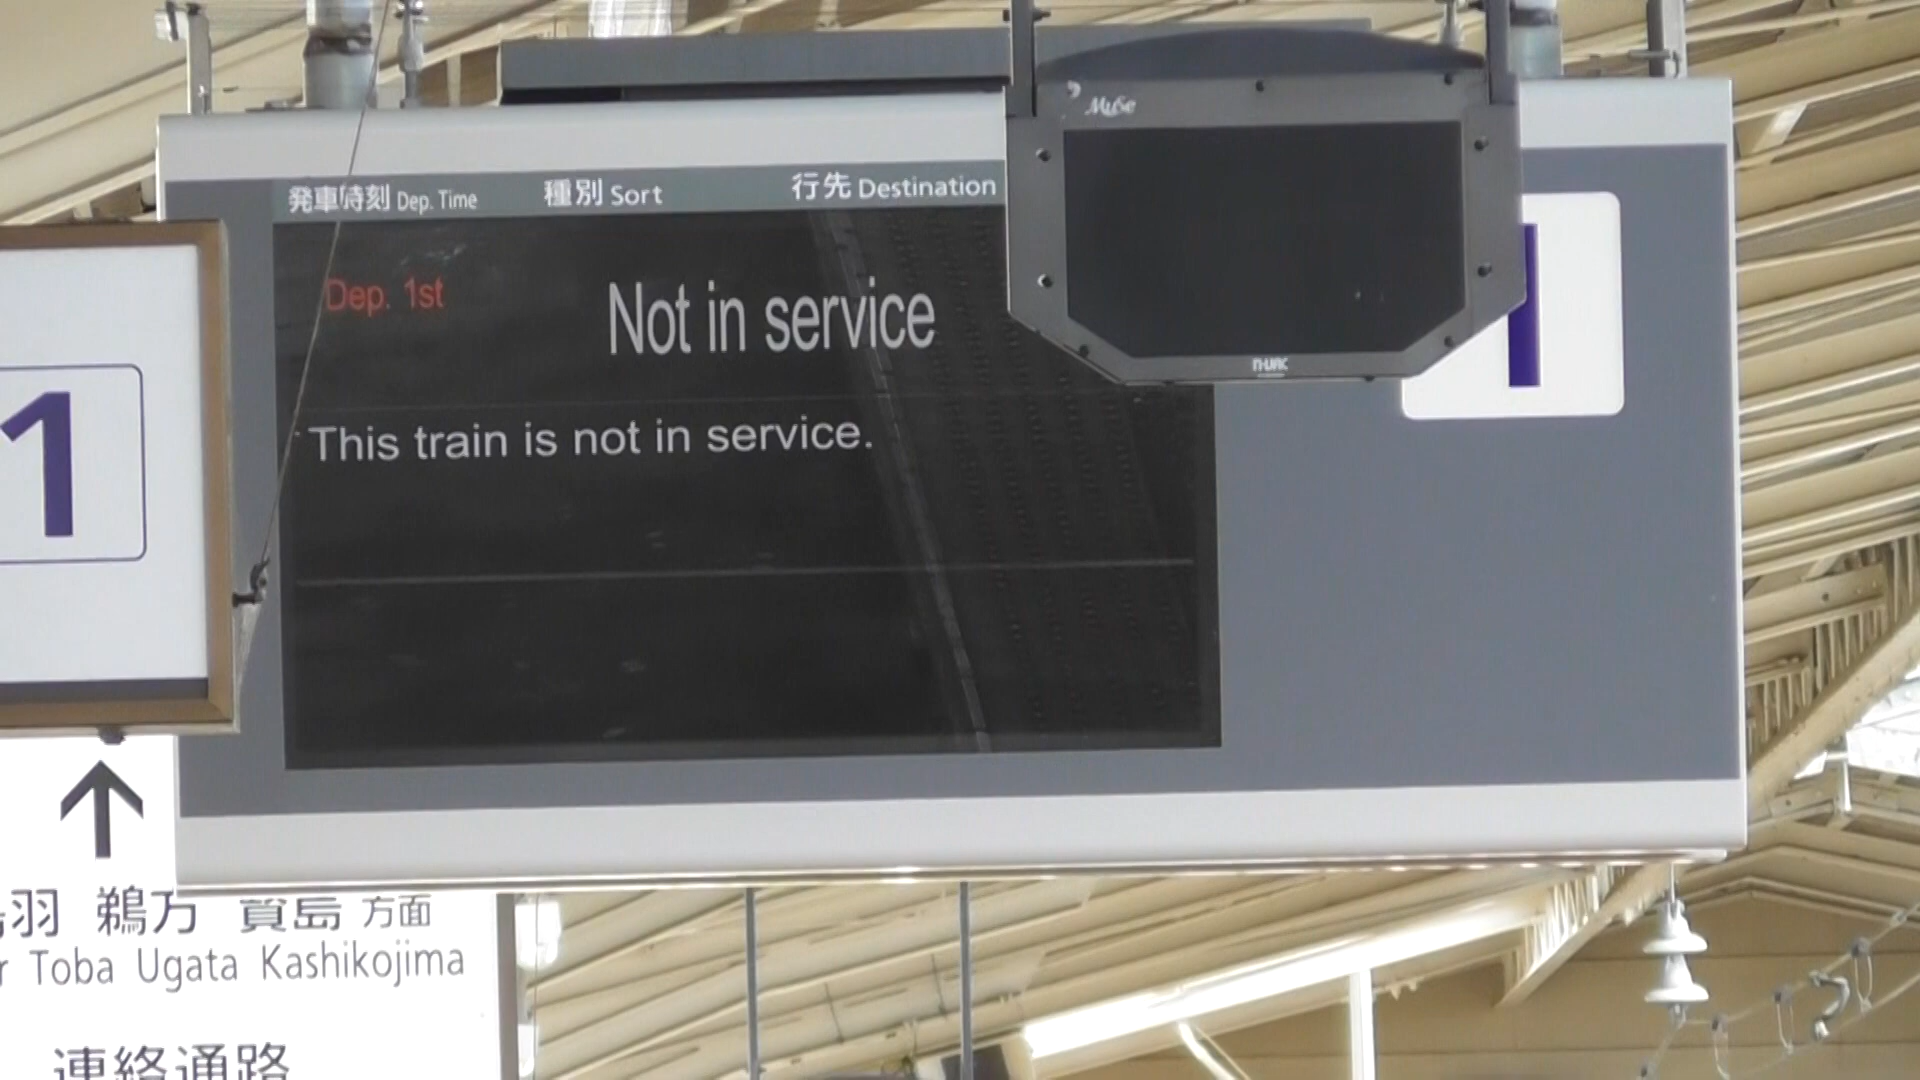 発車時刻 Dep. Time 種別 Sort 行先 Destination
Dep. 1st Not in service
This train is not in service.
MuSe
1
1
羽 鵜方 賢島 方面
r Toba Ugata Kashikojima
連絡通路